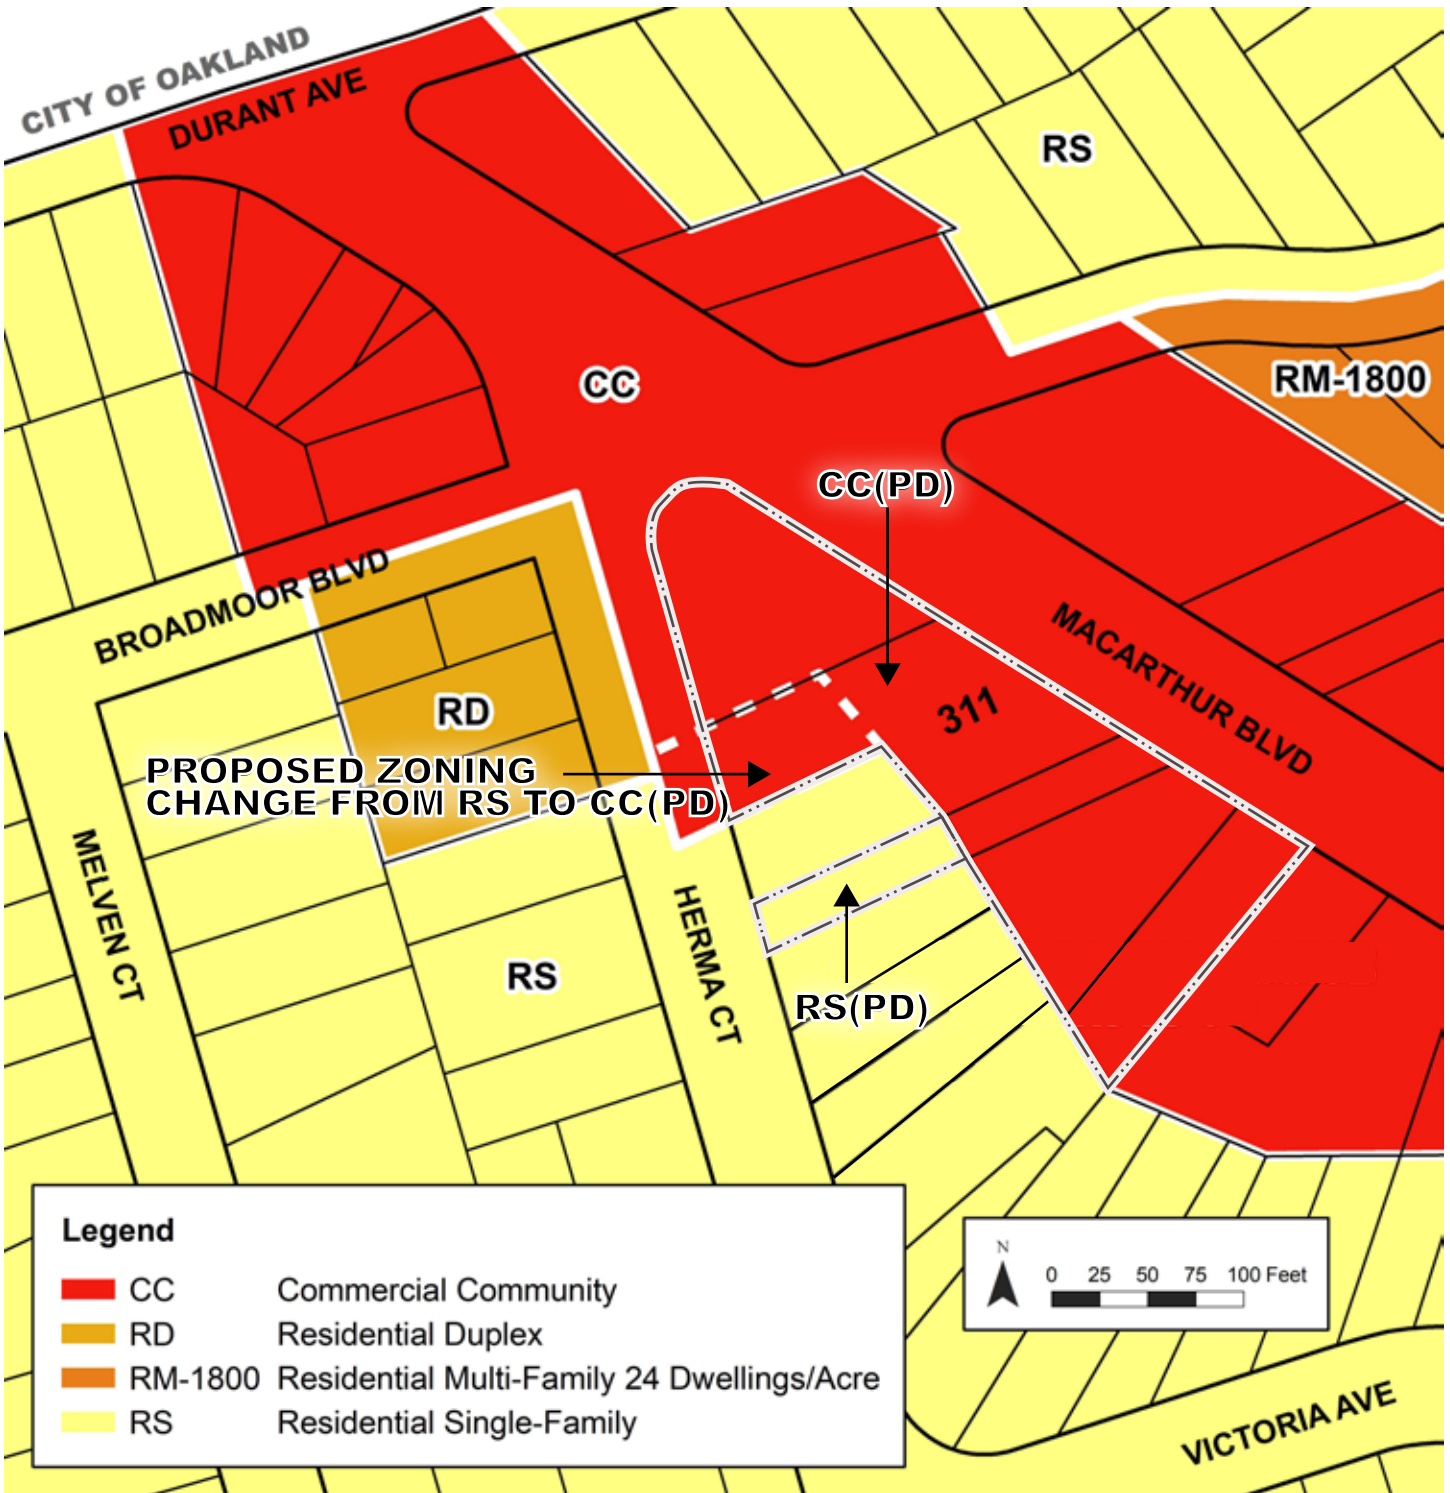 CITY OF OAKLAND
DURANT AVE
RS
RM-1800
CC
CC(PD)
BROADMOOR BLVD
MACARTHUR BLVD
311
RD
PROPOSED ZONING
CHANGE FROM RS TO CC(PD)
MELVEN CT
HERMA CT
RS
RS(PD)
Legend
CC Commercial Community
RD Residential Duplex
RM-1800 Residential Multi-Family 24 Dwellings/Acre
RS Residential Single-Family
N
0 25 50 75 100 Feet
VICTORIA AVE